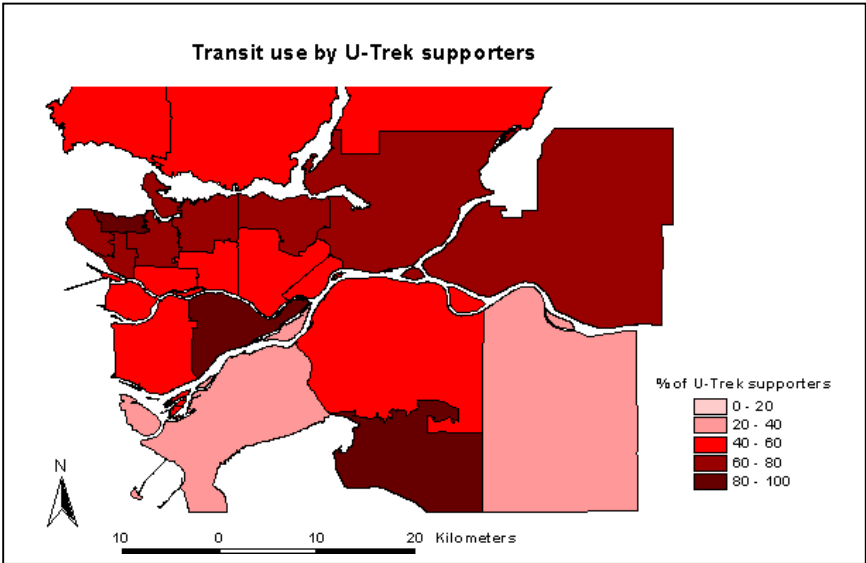 Transit use by U-Trek supporters
% of U-Trek supporters
0 - 20
20 - 40
40 - 60
60 - 80
80 - 100
N
10 0 10 20 Kilometers